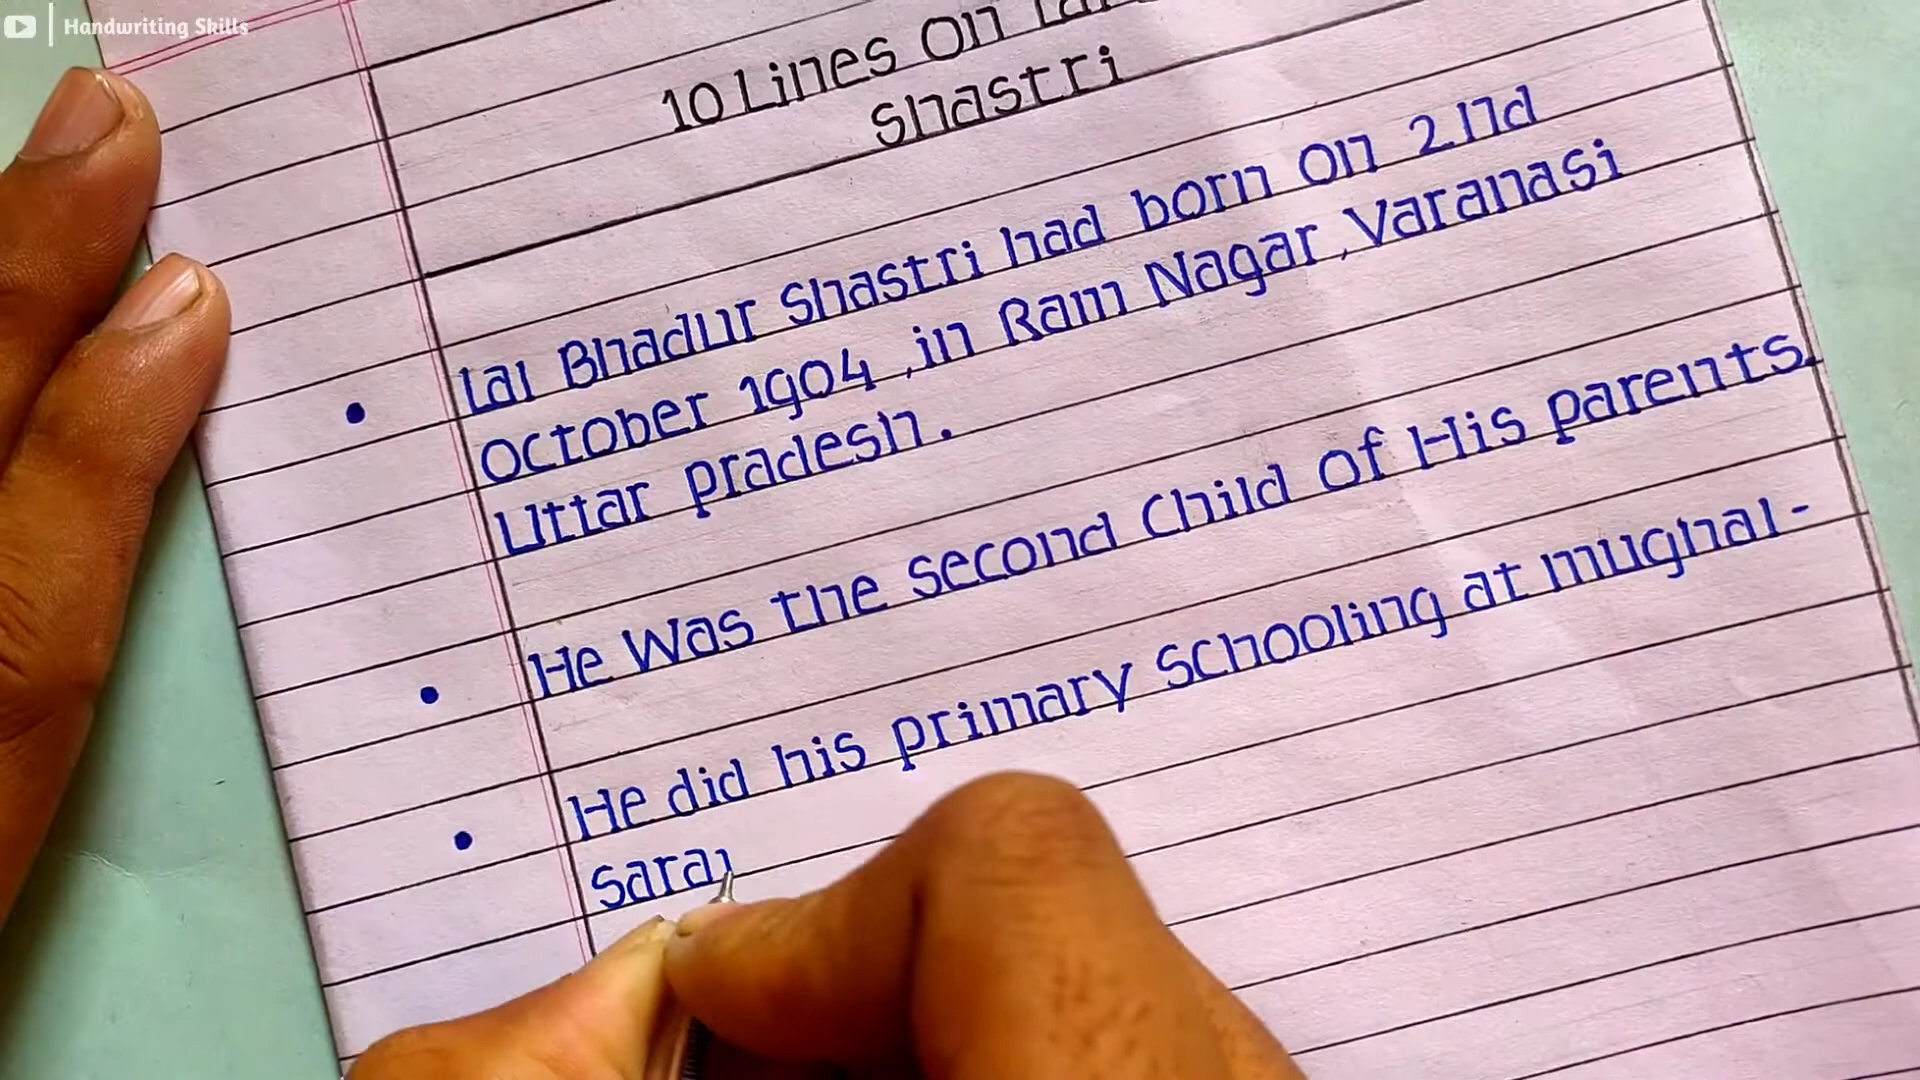 Handwriting Skills
10 Lines On
Shastri
Lal Bhadur Shastri had born on 2nd
October 1904, in Ram Nagar, Varanasi
Uttar pradesh.
He Was the second Child of His parents.
He did his primary schooling at mughal-
sarai